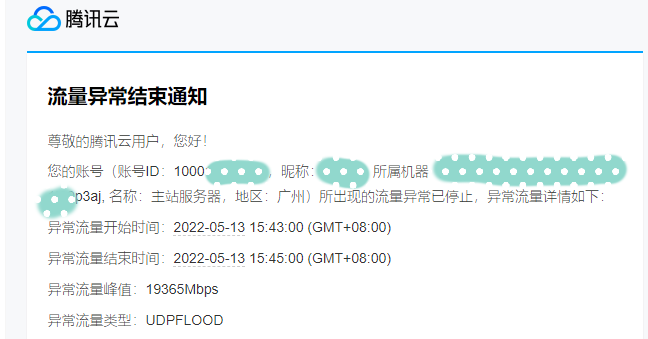 腾讯云
流量异常结束通知
尊敬的腾讯云用户，您好！
您的账号（账号ID：1000 ，昵称： 所属机器
p3aj, 名称：主站服务器，地区：广州）所出现的流量异常已停止，异常流量详情如下：
异常流量开始时间：2022-05-13 15:43:00 (GMT+08:00)
异常流量结束时间：2022-05-13 15:45:00 (GMT+08:00)
异常流量峰值：19365Mbps
异常流量类型：UDPFLOOD